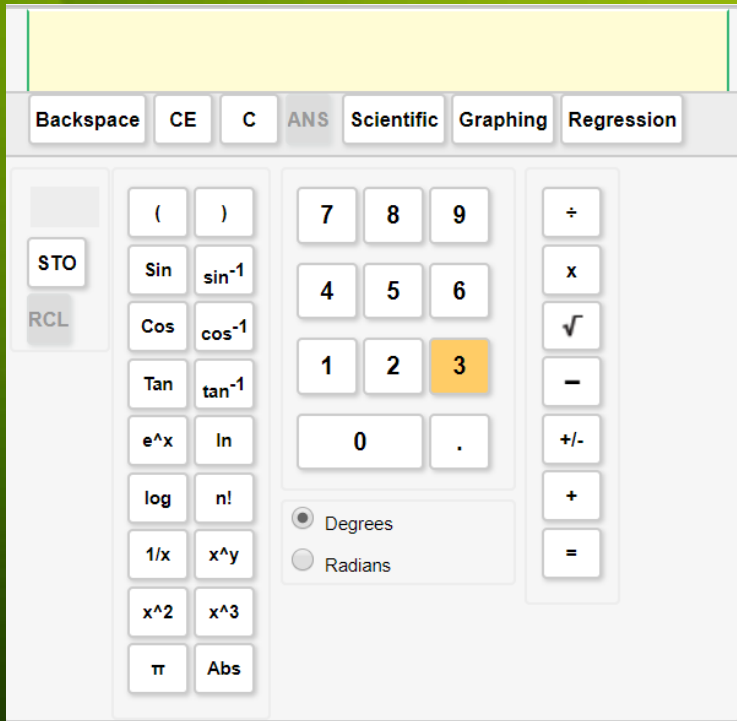 Backspace CE C ANS Scientific Graphing Regression
STO
RCL
( )
Sin sin-1
Cos cos-1
Tan tan-1
e^x ln
log n!
1/x x^y
x^2 x^3
π Abs
7 8 9
4 5 6
1 2 3
0 .
Degrees
Radians
÷
x
√
−
+/-
+
=